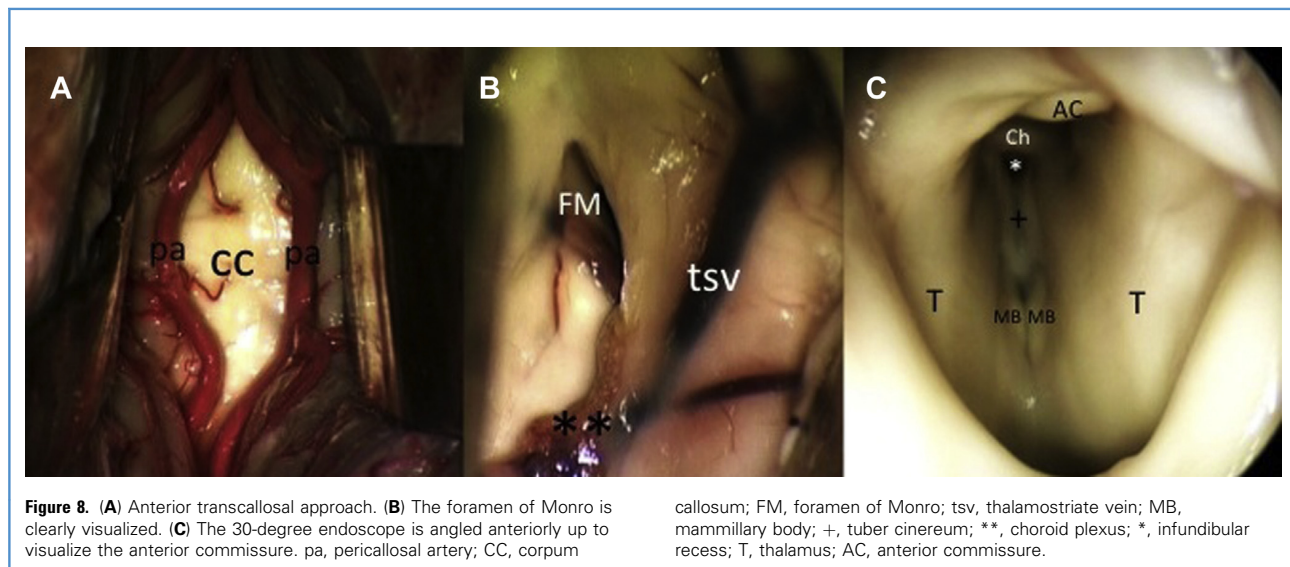 A
B
C
pa
CC
pa
FM
tsv
**
AC
Ch
*
+
T
T
MB MB
Figure 8. (A) Anterior transcallosal approach. (B) The foramen of Monro is
clearly visualized. (C) The 30-degree endoscope is angled anteriorly up to
visualize the anterior commissure. pa, pericallosal artery; CC, corpum
callosum; FM, foramen of Monro; tsv, thalamostriate vein; MB,
mammillary body; +, tuber cinereum; **, choroid plexus; *, infundibular
recess; T, thalamus; AC, anterior commissure.